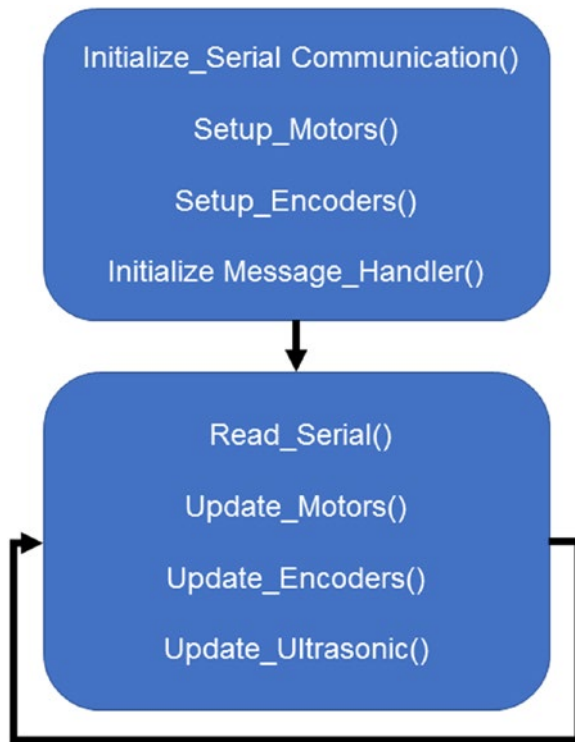 Initialize_Serial Communication()
Setup_Motors()
Setup_Encoders()
Initialize Message_Handler()
Read_Serial()
Update_Motors()
Update_Encoders()
Update_Ultrasonic()